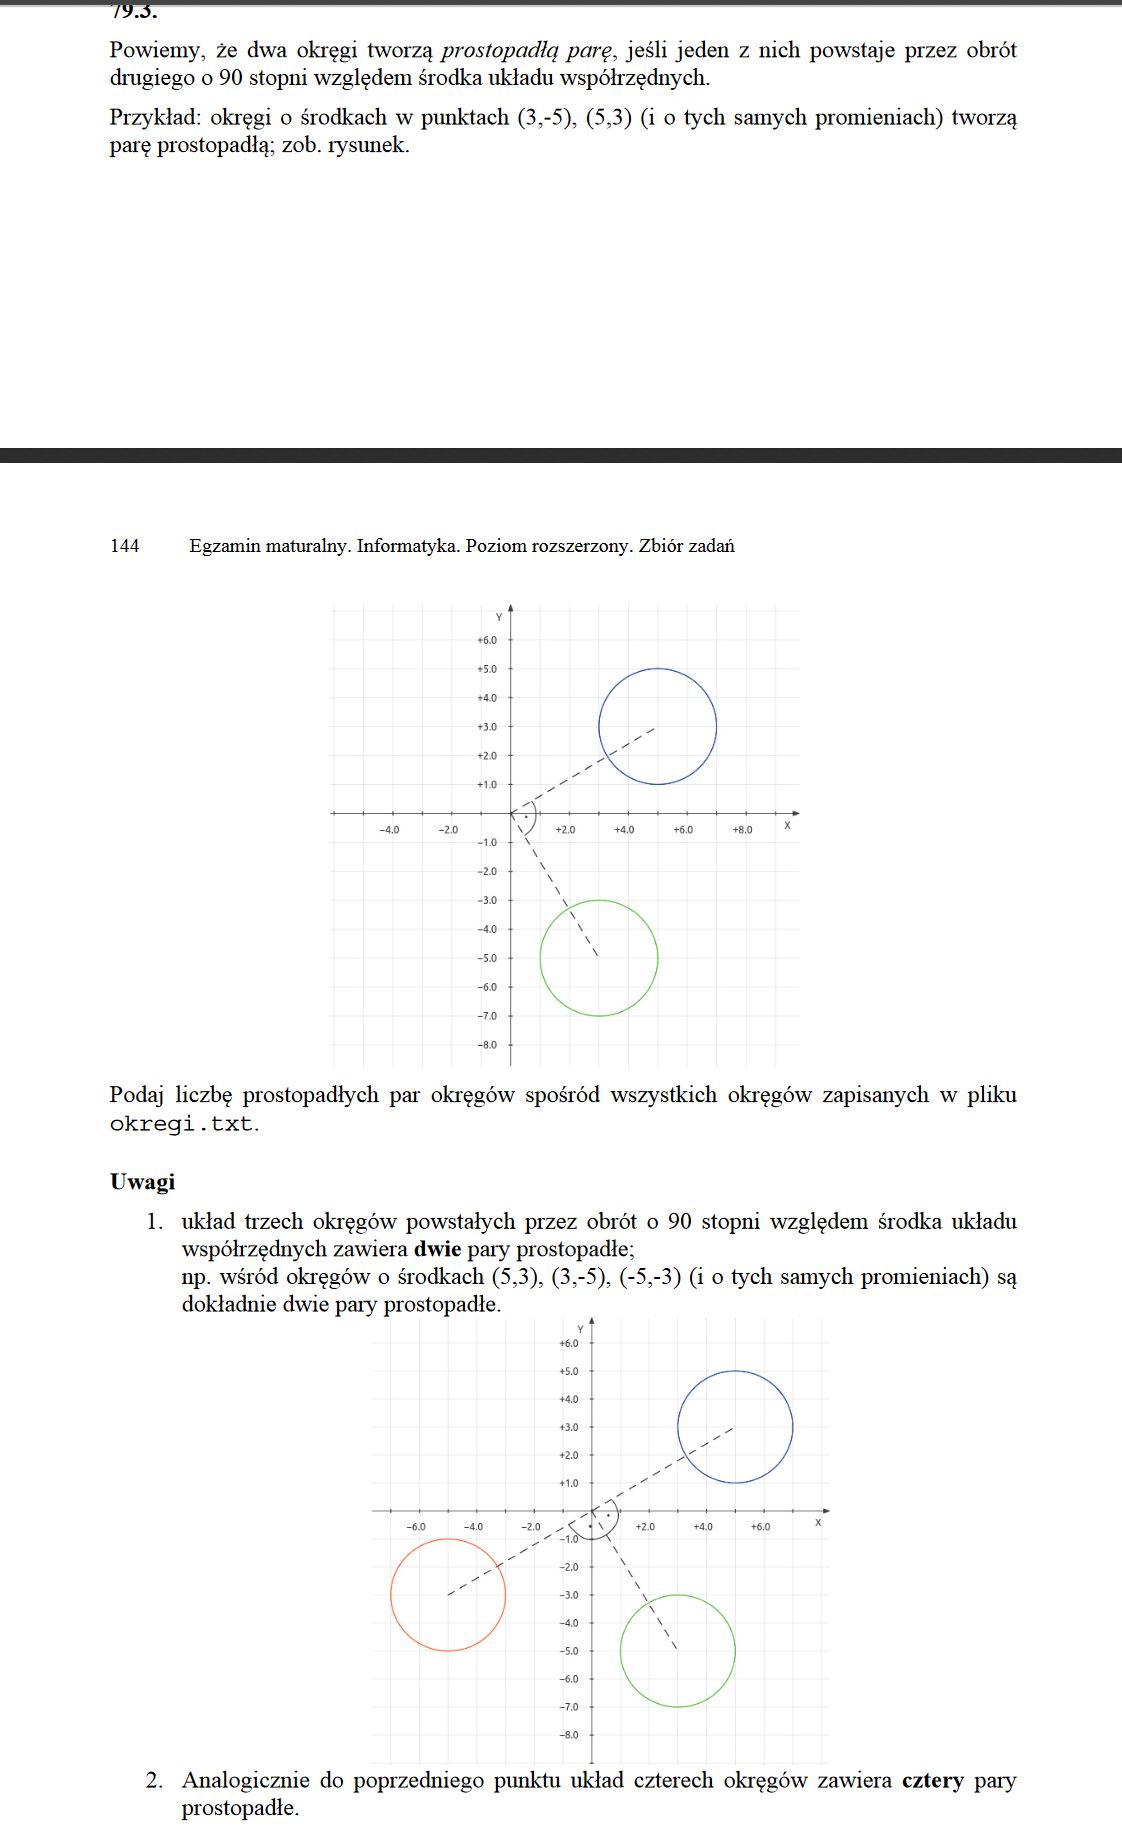 79.3.
Powiemy, że dwa okręgi tworzą prostopadłą parę, jeśli jeden z nich powstaje przez obrót
drugiego o 90 stopni względem środka układu współrzędnych.
Przykład: okręgi o środkach w punktach (3,-5), (5,3) (i o tych samych promieniach) tworzą
parę prostopadłą; zob. rysunek.
144 Egzamin maturalny. Informatyka. Poziom rozszerzony. Zbiór zadań
Y
+6.0
+5.0
+4.0
+3.0
+2.0
+1.0
−4.0 −2.0 +2.0 +4.0 +6.0 +8.0 X
−1.0
−2.0
−3.0
−4.0
−5.0
−6.0
−7.0
−8.0
Podaj liczbę prostopadłych par okręgów spośród wszystkich okręgów zapisanych w pliku
okregi.txt.
Uwagi
1. układ trzech okręgów powstałych przez obrót o 90 stopni względem środka układu
współrzędnych zawiera dwie pary prostopadłe;
np. wśród okręgów o środkach (5,3), (3,-5), (-5,-3) (i o tych samych promieniach) są
dokładnie dwie pary prostopadłe.
Y
+6.0
+5.0
+4.0
+3.0
+2.0
+1.0
−6.0 −4.0 −2.0 +2.0 +4.0 +6.0 X
−1.0
−2.0
−3.0
−4.0
−5.0
−6.0
−7.0
−8.0
2. Analogicznie do poprzedniego punktu układ czterech okręgów zawiera cztery pary
prostopadłe.